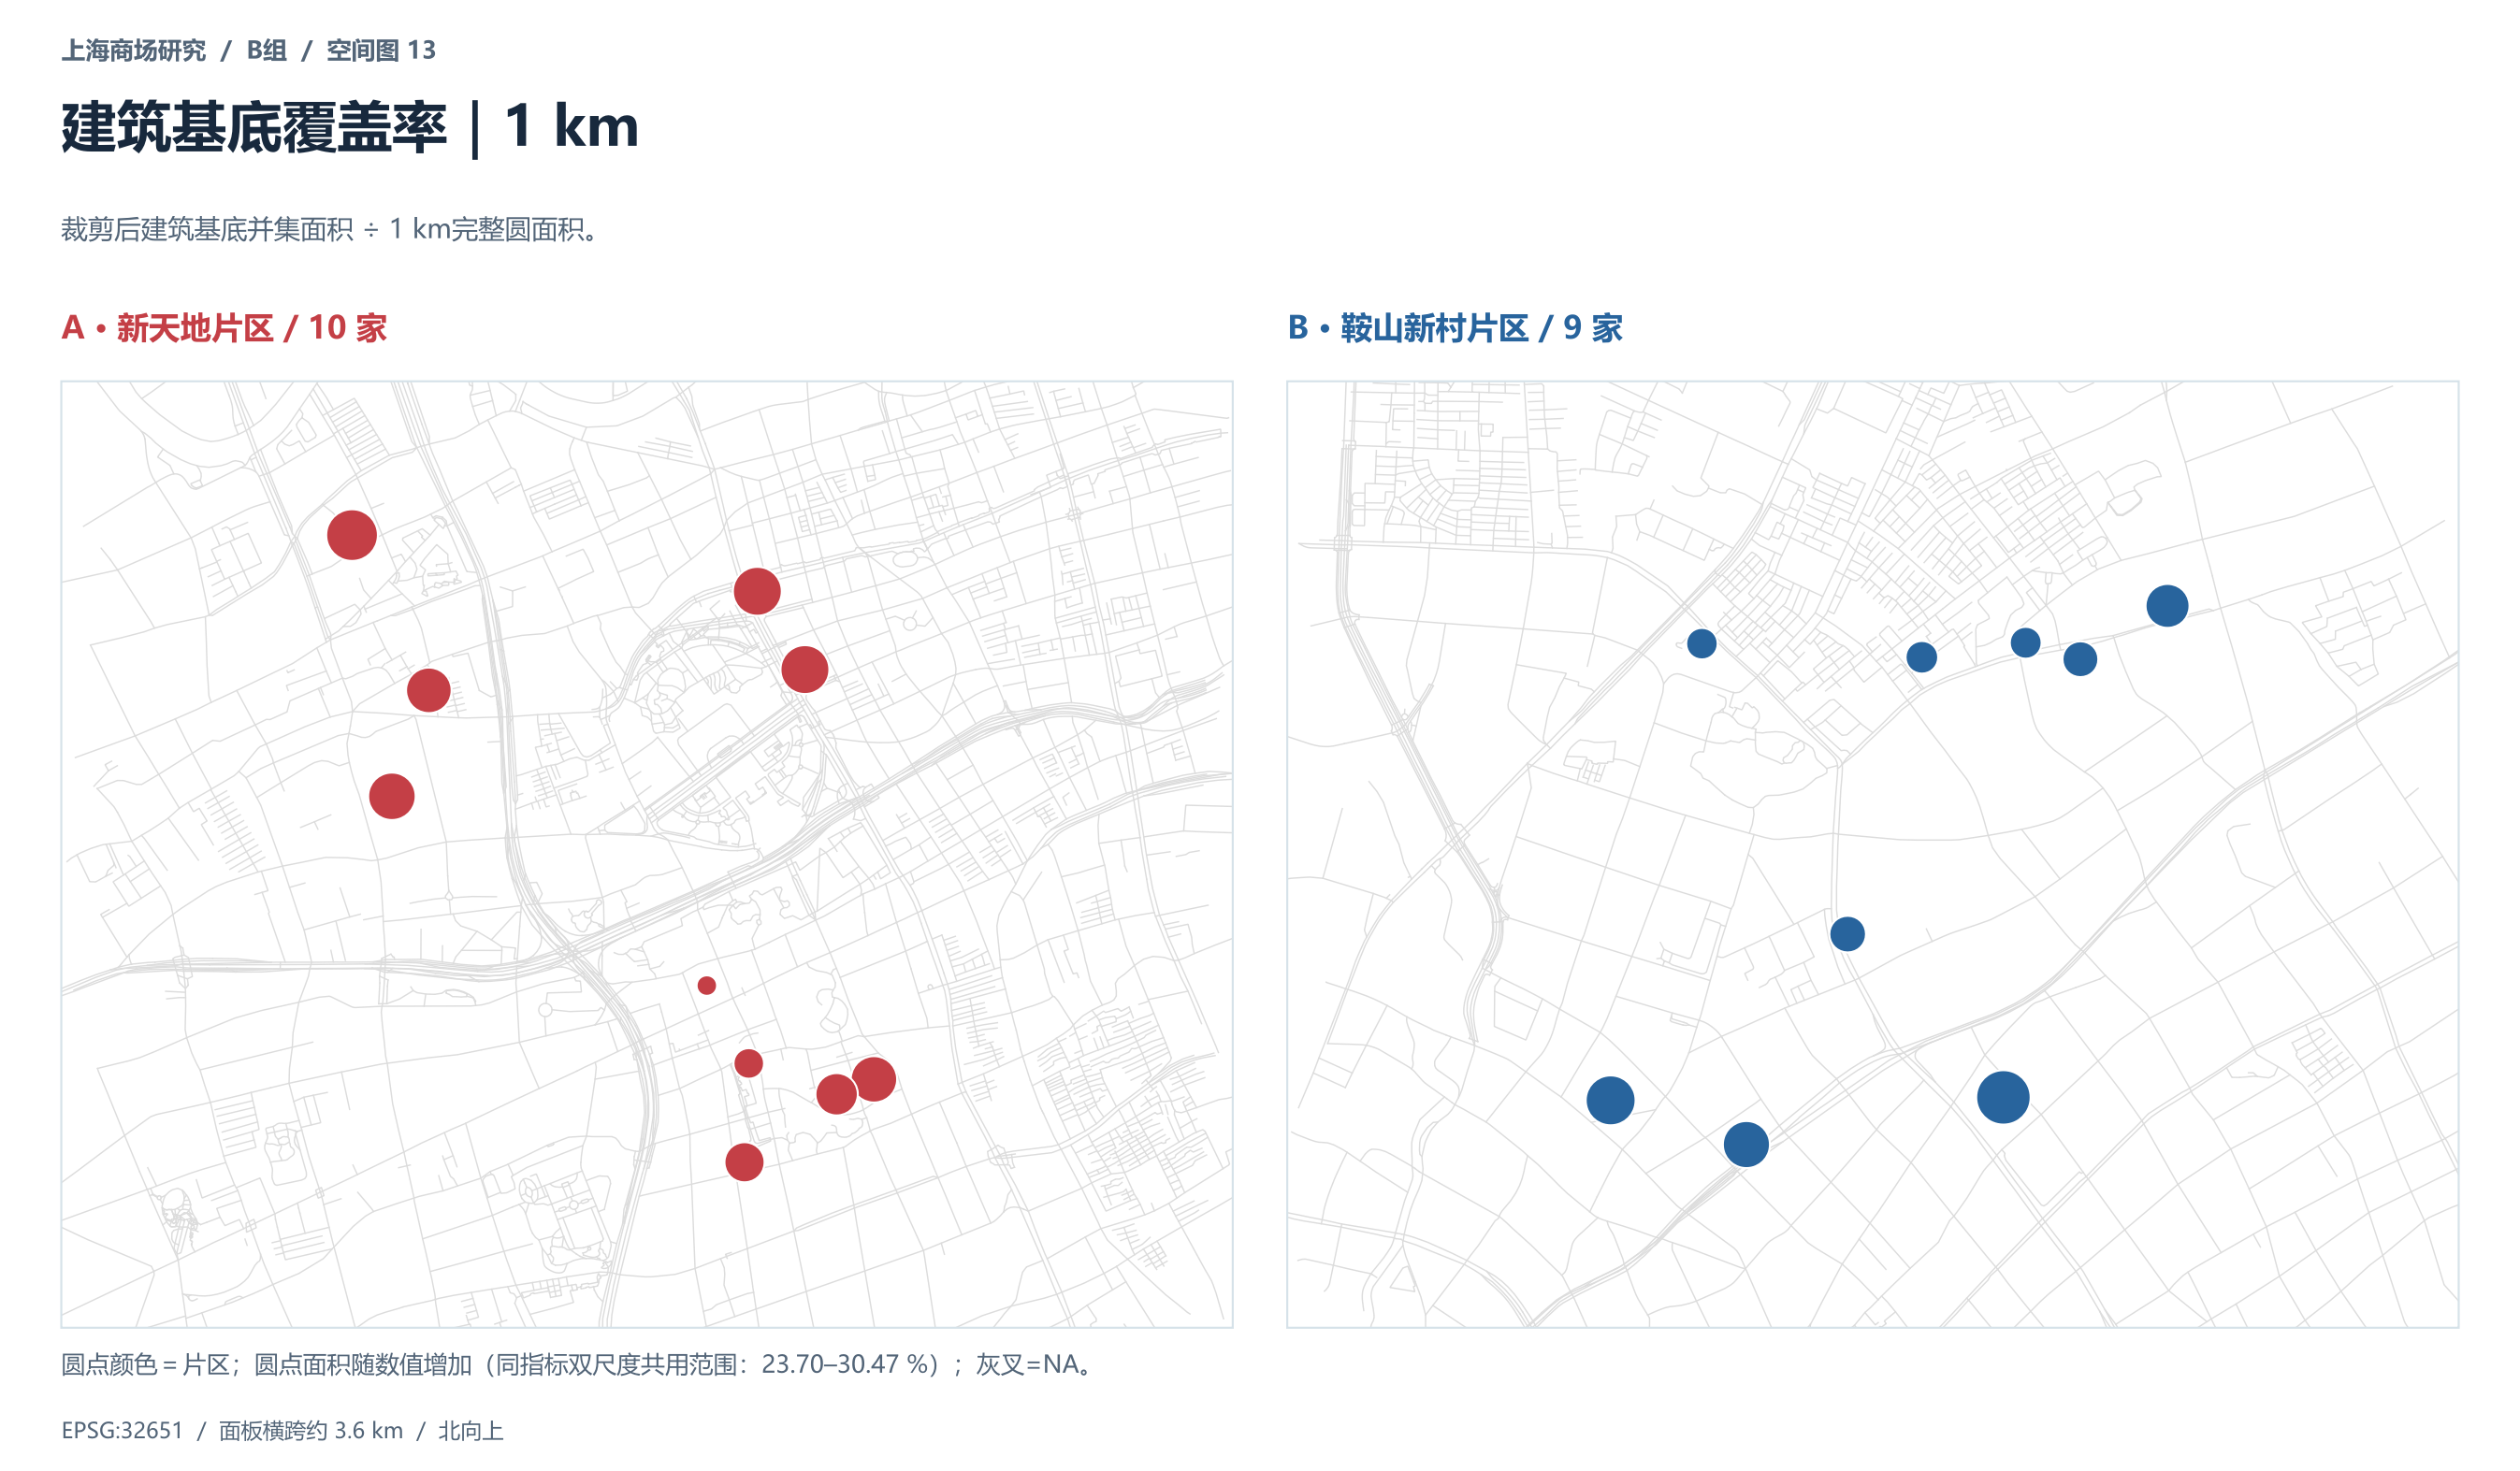 上海商场研究 / B组 / 空间图 13
建筑基底覆盖率 | 1 km
裁剪后建筑基底并集面积 ÷ 1 km完整圆面积。
A · 新天地片区 / 10 家
B · 鞍山新村片区 / 9 家
圆点颜色 = 片区；圆点面积随数值增加（同指标双尺度共用范围：23.70–30.47 %）；灰叉=NA。
EPSG:32651 / 面板横跨约 3.6 km / 北向上